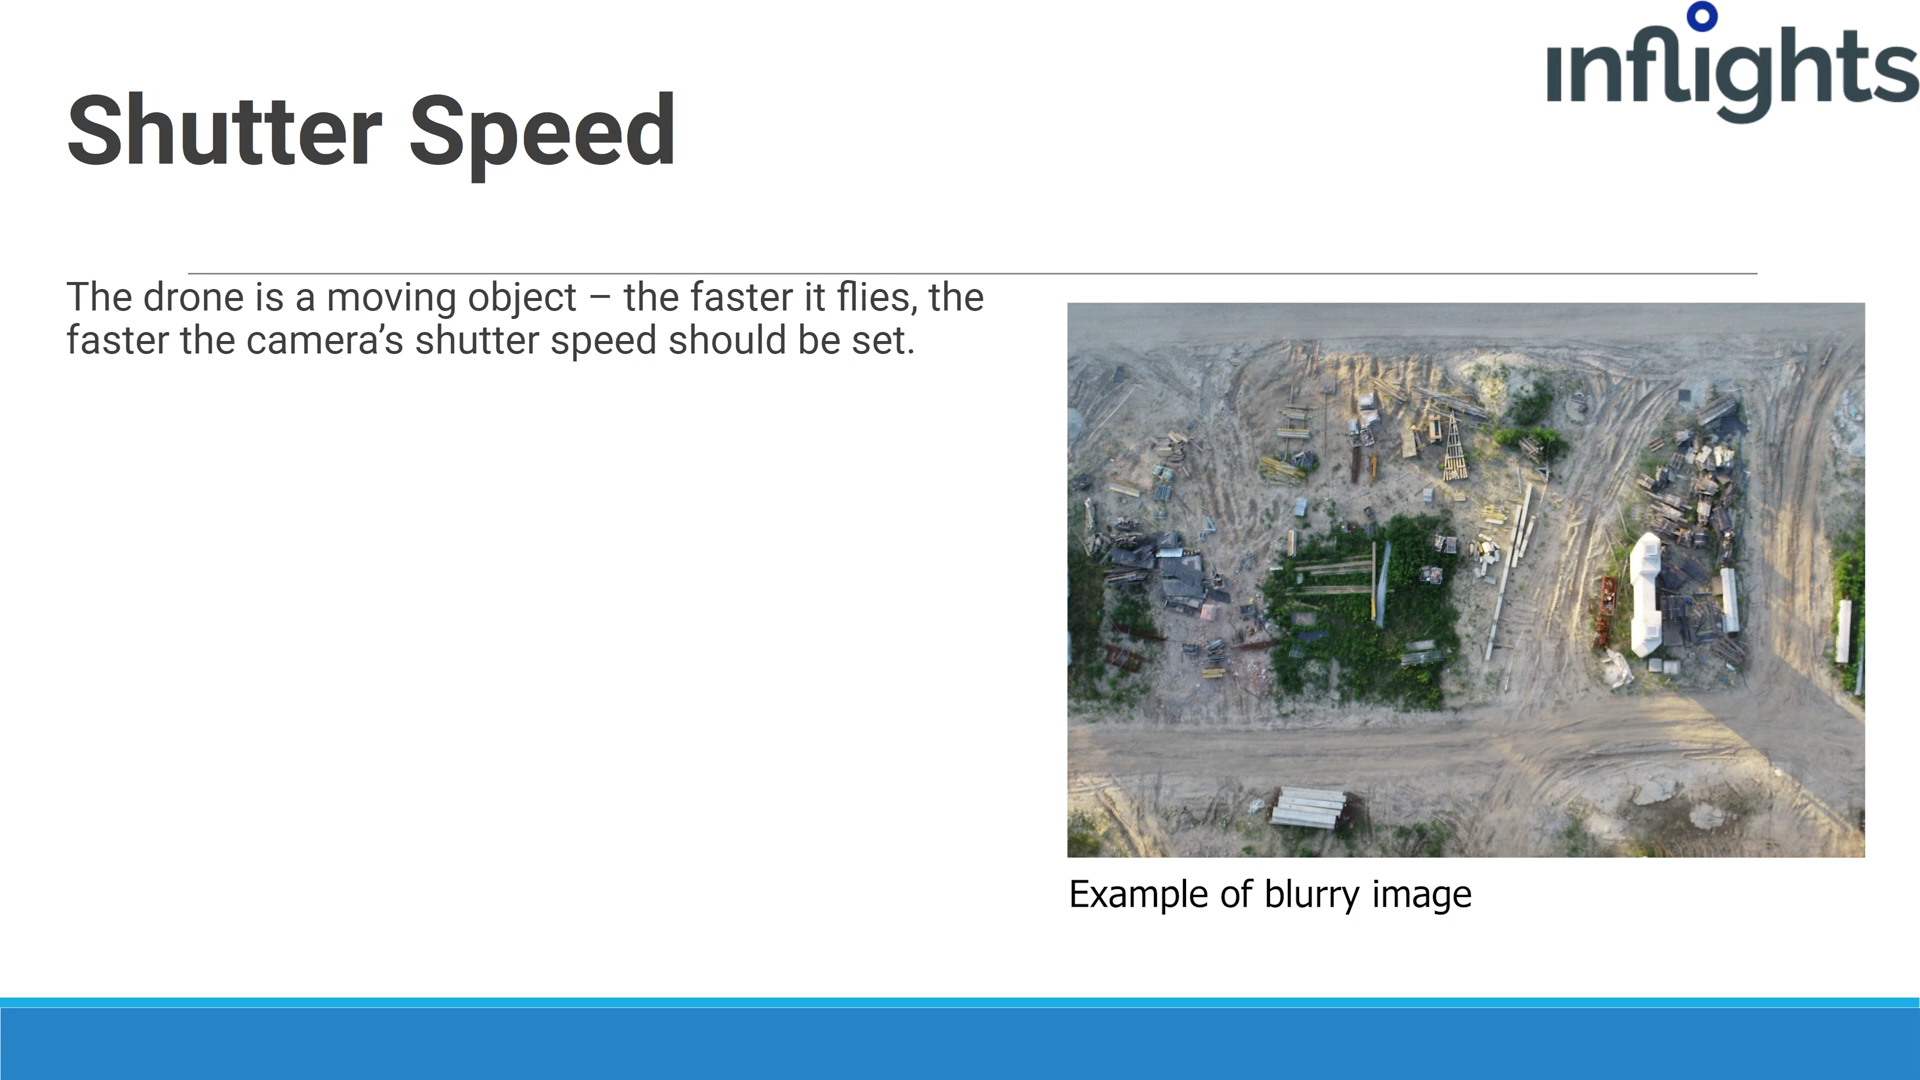 inflights
Shutter Speed
The drone is a moving object – the faster it flies, the
faster the camera’s shutter speed should be set.
Example of blurry image